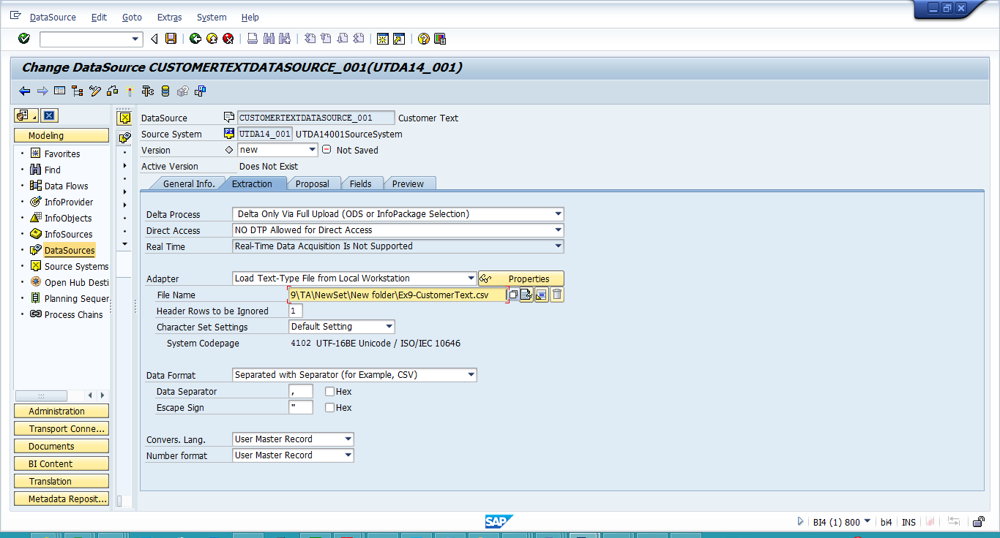 DataSource Edit Goto Extras System Help
Change DataSource CUSTOMERTEXTDATASOURCE_001(UTDA14_001)
Modeling
Favorites
Find
Data Flows
InfoProvider
InfoObjects
InfoSources
DataSources
Source Systems
Open Hub Desti
Planning Sequer
Process Chains
Administration
Transport Conne...
Documents
BI Content
Translation
Metadata Reposit...
DataSource CUSTOMERTEXTDATASOURCE_001 Customer Text
Source System UTDA14_001 UTDA14001SourceSystem
Version new Not Saved
Active Version Does Not Exist
General Info. Extraction Proposal Fields Preview
Delta Process Delta Only Via Full Upload (ODS or InfoPackage Selection)
Direct Access NO DTP Allowed for Direct Access
Real Time Real-Time Data Acquisition Is Not Supported
Adapter Load Text-Type File from Local Workstation Properties
File Name 9\TA\NewSet\New folder\Ex9-CustomerText.csv
Header Rows to be Ignored 1
Character Set Settings Default Setting
System Codepage 4102 UTF-16BE Unicode / ISO/IEC 10646
Data Format Separated with Separator (for Example, CSV)
Data Separator , Hex
Escape Sign " Hex
Convers. Lang. User Master Record
Number format User Master Record
SAP BI4 (1) 800 bi4 INS